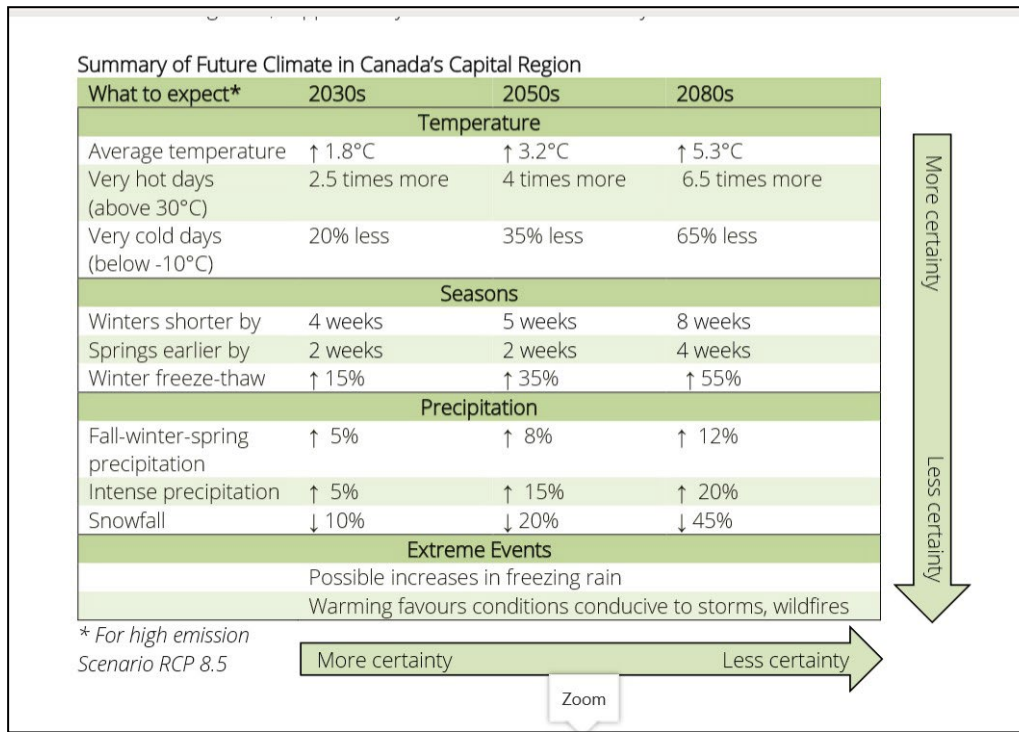 Summary of Future Climate in Canada's Capital Region
What to expect* 2030s 2050s 2080s
Temperature
Average temperature ↑ 1.8°C ↑ 3.2°C ↑ 5.3°C
Very hot days 2.5 times more 4 times more 6.5 times more
(above 30°C)
Very cold days 20% less 35% less 65% less
(below -10°C)
Seasons
Winters shorter by 4 weeks 5 weeks 8 weeks
Springs earlier by 2 weeks 2 weeks 4 weeks
Winter freeze-thaw ↑ 15% ↑ 35% ↑ 55%
Precipitation
Fall-winter-spring ↑ 5% ↑ 8% ↑ 12%
precipitation
Intense precipitation ↑ 5% ↑ 15% ↑ 20%
Snowfall ↓ 10% ↓ 20% ↓ 45%
Extreme Events
Possible increases in freezing rain
Warming favours conditions conducive to storms, wildfires
* For high emission
Scenario RCP 8.5
More certainty Less certainty
More certainty Less certainty
Zoom